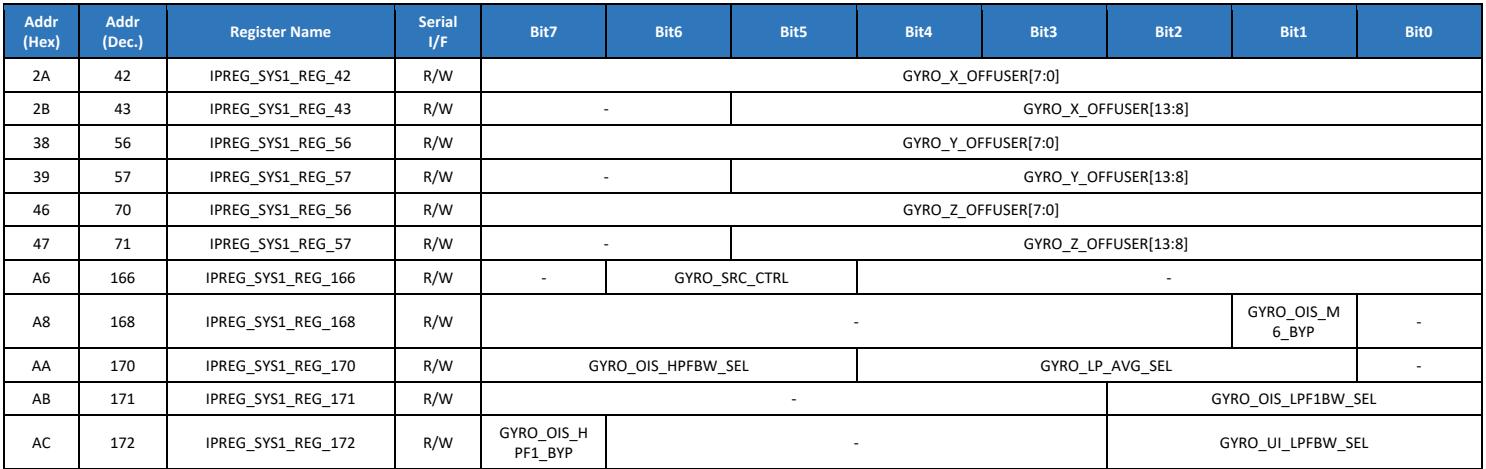 Addr (Hex) Addr (Dec.) Register Name Serial I/F Bit7 Bit6 Bit5 Bit4 Bit3 Bit2 Bit1 Bit0
2A 42 IPREG_SYS1_REG_42 R/W GYRO_X_OFFUSER[7:0]
2B 43 IPREG_SYS1_REG_43 R/W - GYRO_X_OFFUSER[13:8]
38 56 IPREG_SYS1_REG_56 R/W GYRO_Y_OFFUSER[7:0]
39 57 IPREG_SYS1_REG_57 R/W - GYRO_Y_OFFUSER[13:8]
46 70 IPREG_SYS1_REG_56 R/W GYRO_Z_OFFUSER[7:0]
47 71 IPREG_SYS1_REG_57 R/W - GYRO_Z_OFFUSER[13:8]
A6 166 IPREG_SYS1_REG_166 R/W - GYRO_SRC_CTRL -
A8 168 IPREG_SYS1_REG_168 R/W - GYRO_OIS_M6_BYP -
AA 170 IPREG_SYS1_REG_170 R/W GYRO_OIS_HPFBW_SEL GYRO_LP_AVG_SEL -
AB 171 IPREG_SYS1_REG_171 R/W - GYRO_OIS_LPF1BW_SEL
AC 172 IPREG_SYS1_REG_172 R/W GYRO_OIS_HPF1_BYP - GYRO_UI_LPFBW_SEL